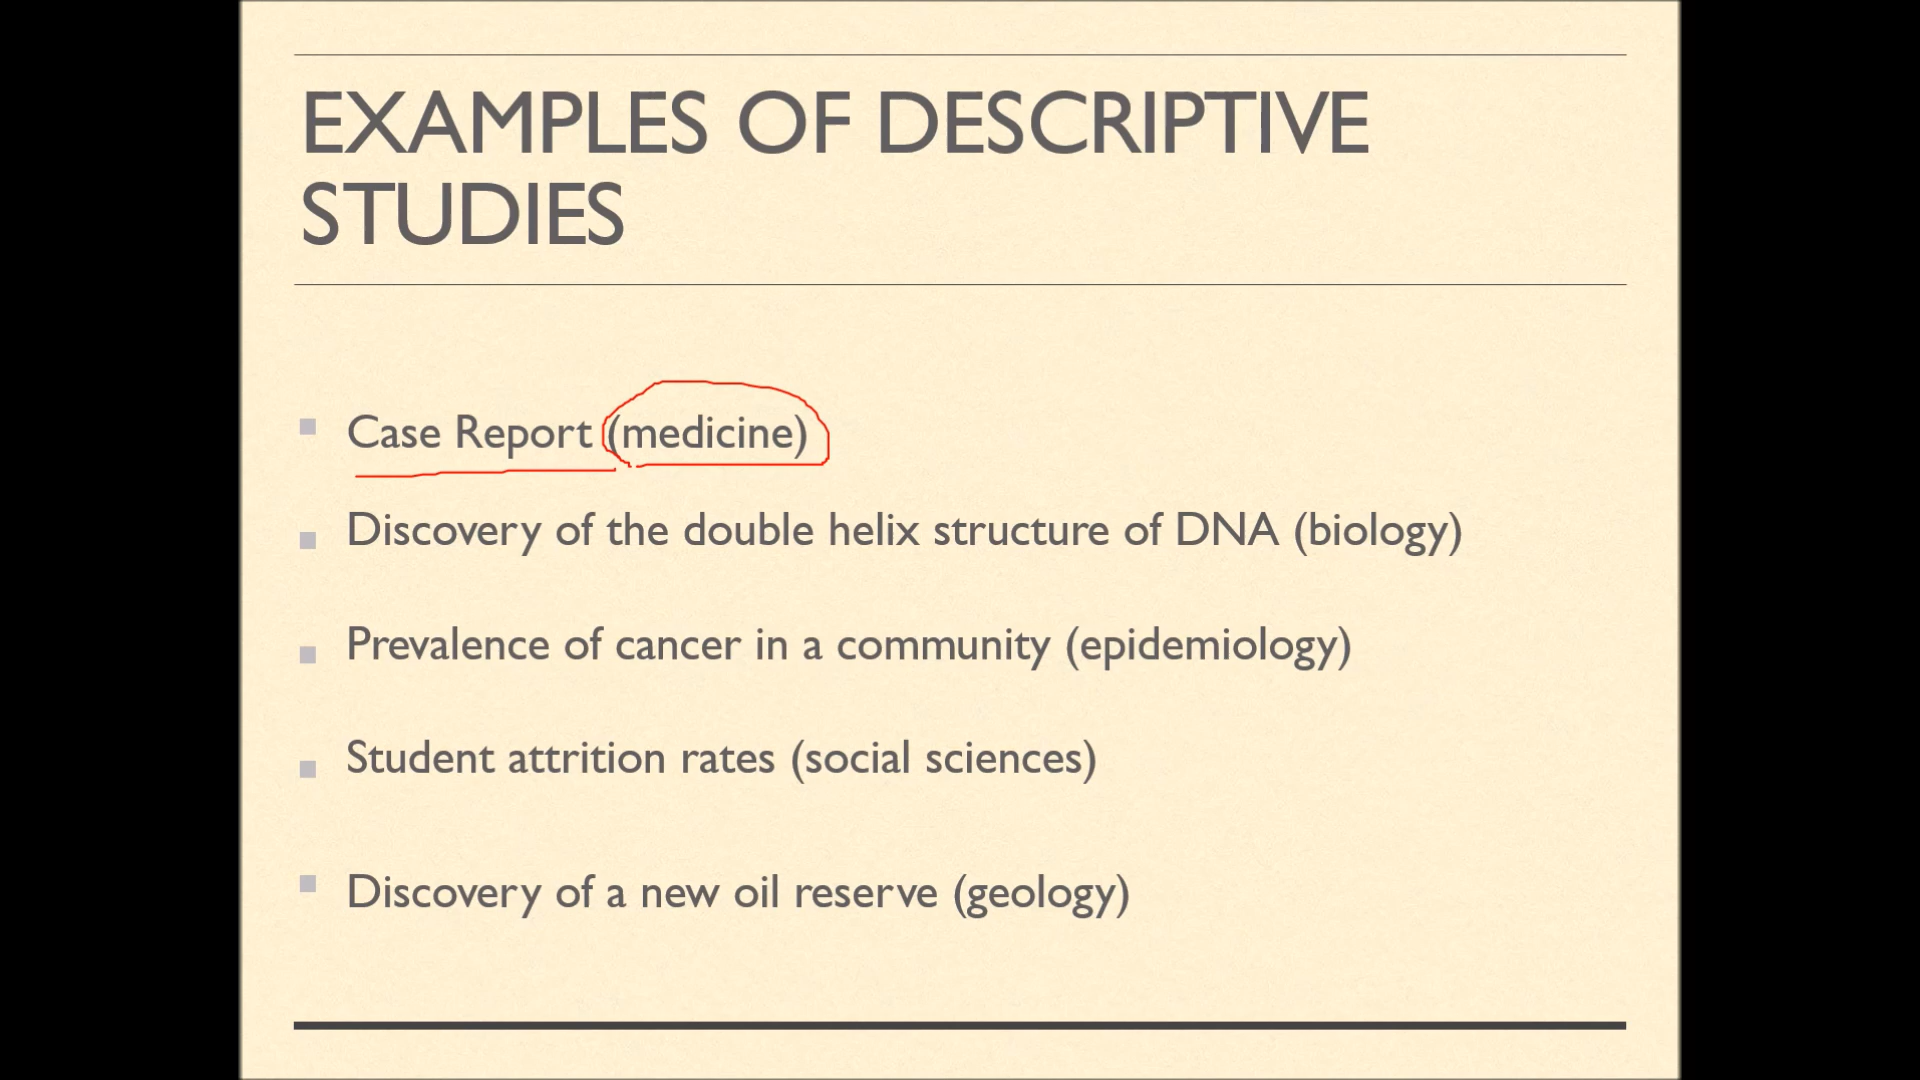 EXAMPLES OF DESCRIPTIVE
STUDIES
Case Report (medicine)
Discovery of the double helix structure of DNA (biology)
Prevalence of cancer in a community (epidemiology)
Student attrition rates (social sciences)
Discovery of a new oil reserve (geology)